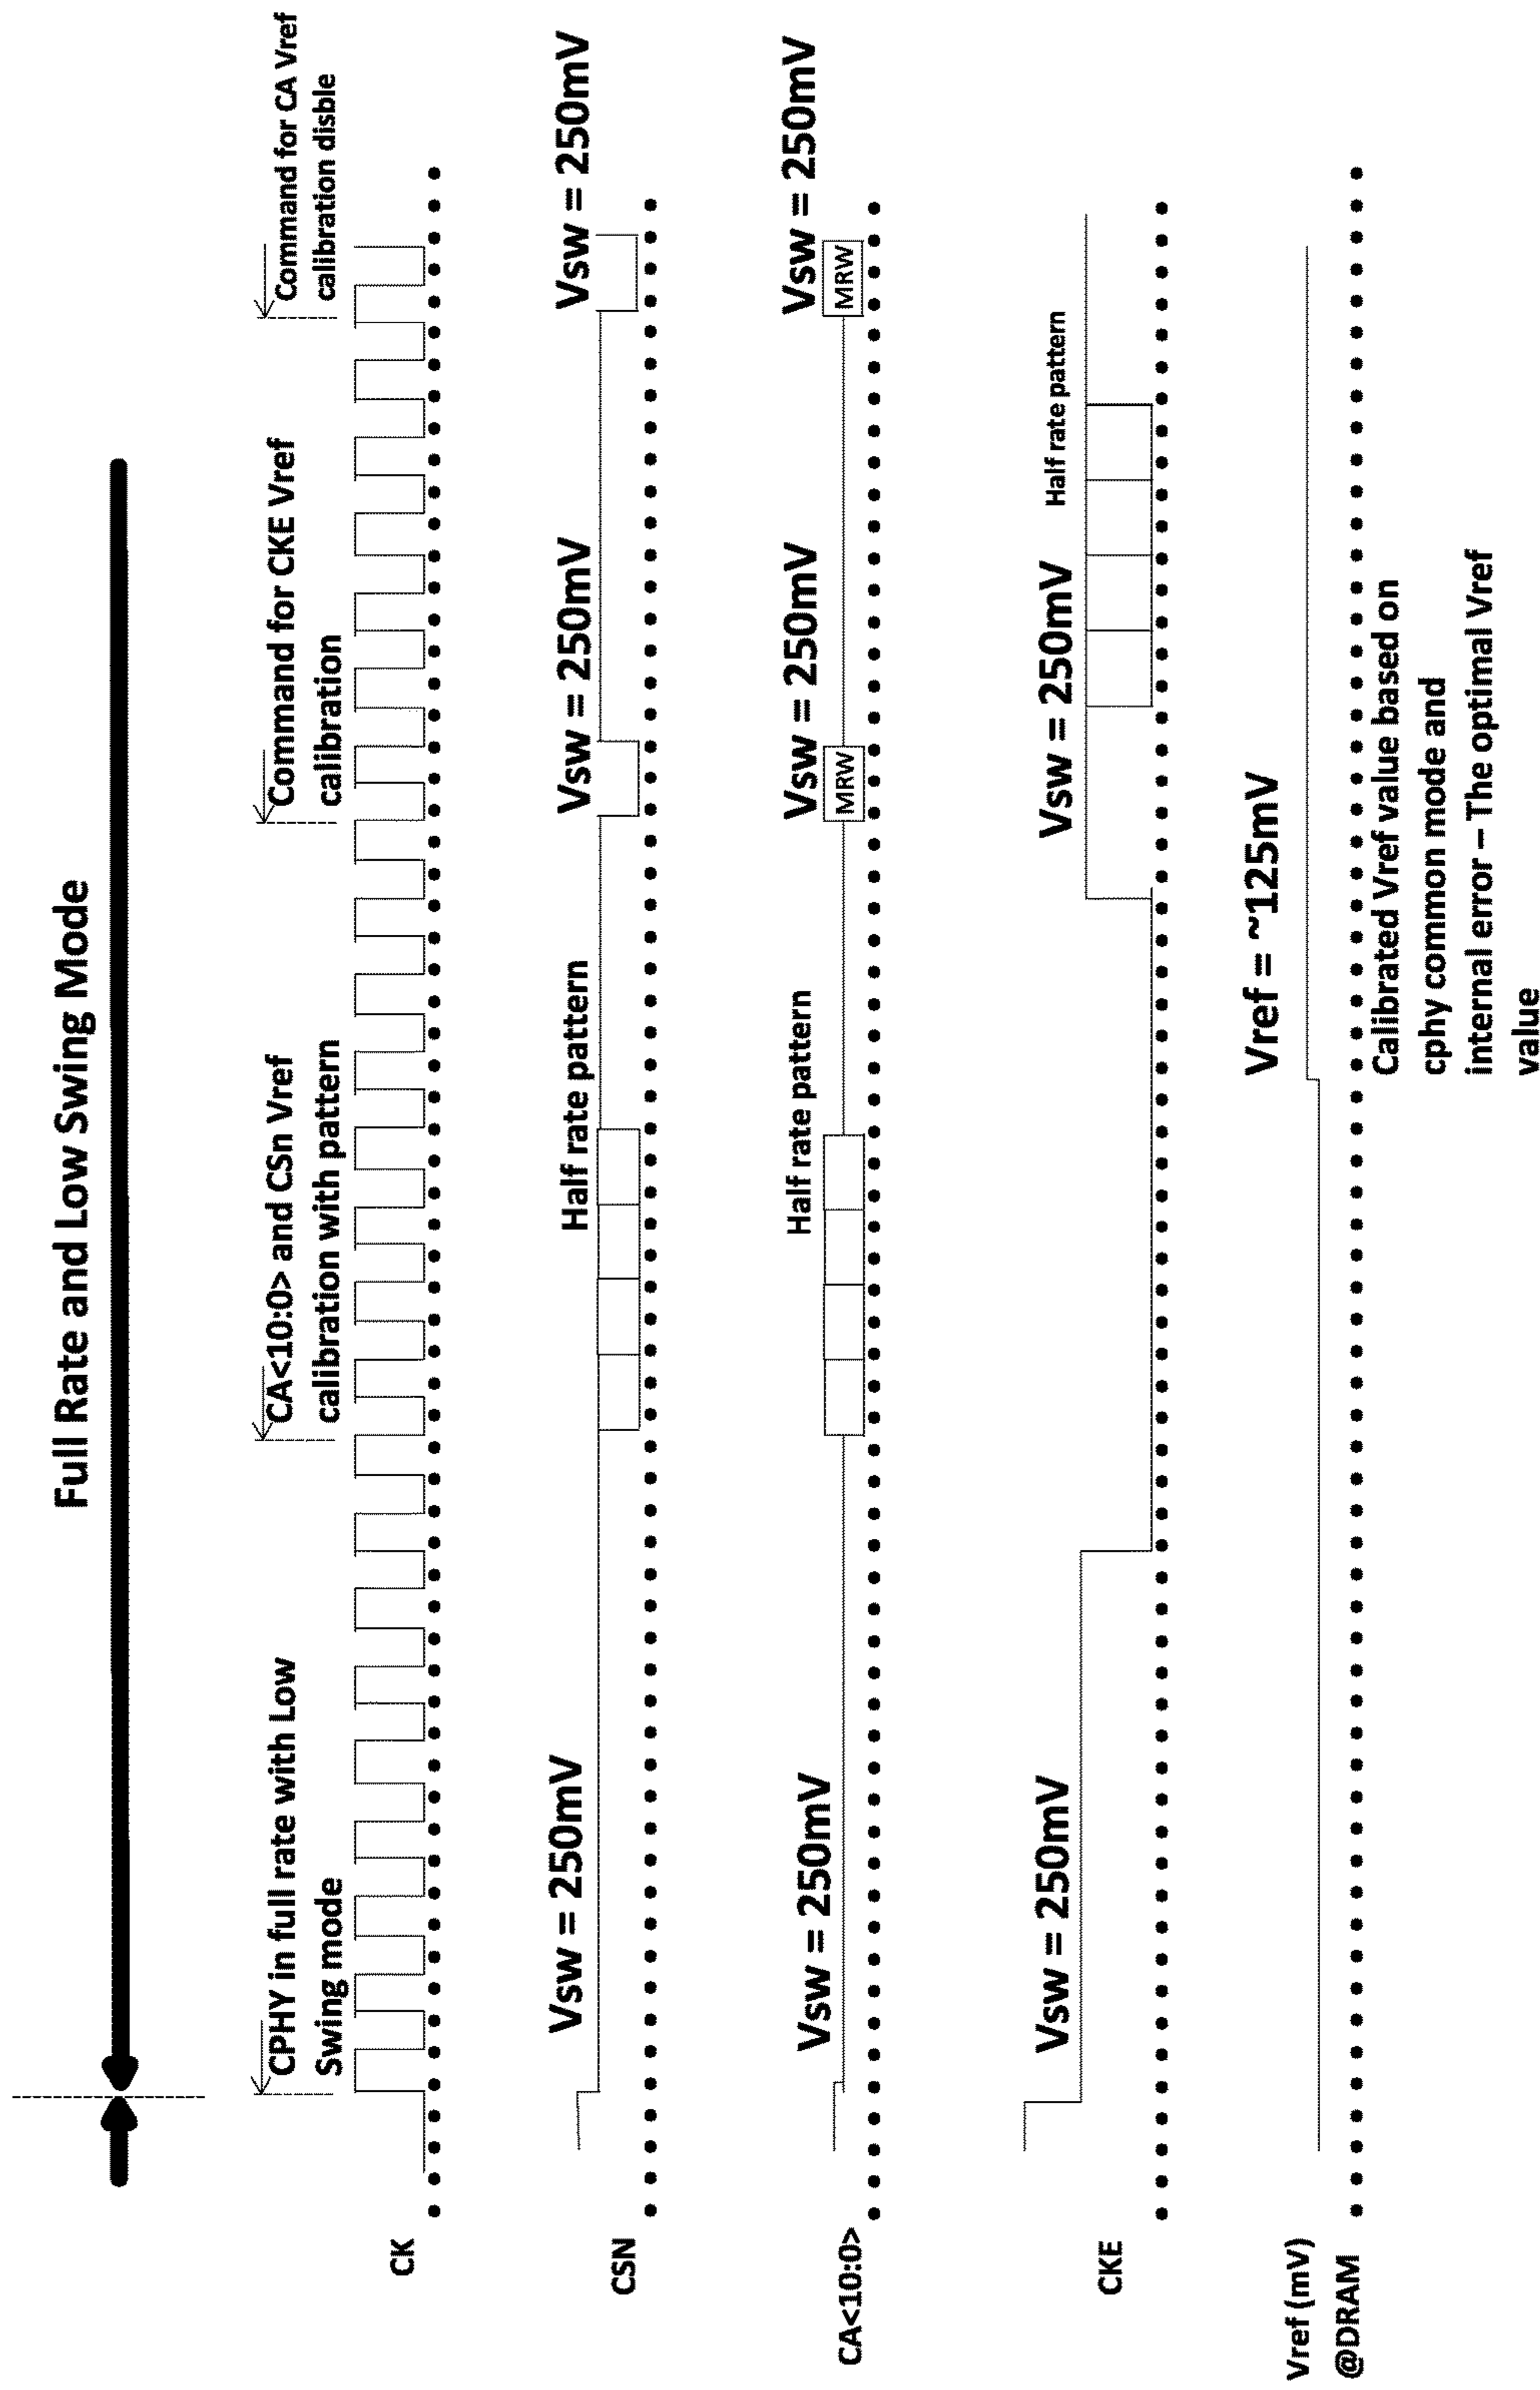 Full Rate and Low Swing Mode
CPHY in full rate with Low
Swing mode
CA<10:0> and CSn Vref
calibration with pattern
Command for CKE Vref
calibration
Command for CA Vref
calibration disble
CK
Vsw = 250mV
Half rate pattern
Vsw = 250mV
Vsw = 250mV
CSN
Vsw = 250mV
Half rate pattern
Vsw = 250mV
Vsw = 250mV
MRW
MRW
CA<10:0>
Vsw = 250mV
Vsw = 250mV
Half rate pattern
CKE
Vref = ~125mV
Vref (mV)
@DRAM
Calibrated Vref value based on
cphy common mode and
internal error – The optimal Vref
value